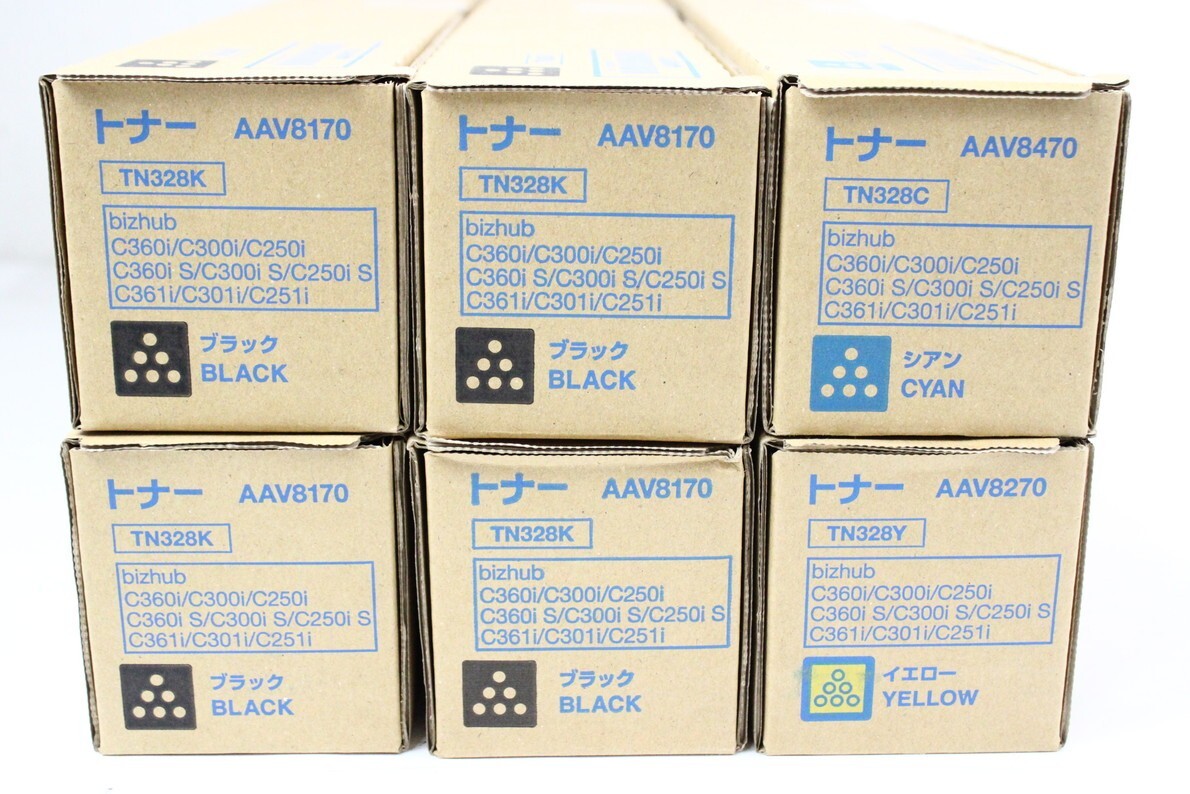 トナー AAV8170
TN328K
bizhub
C360i/C300i/C250i
C360i S/C300i S/C250i S
C361i/C301i/C251i
ブラック
BLACK
トナー AAV8170
TN328K
bizhub
C360i/C300i/C250i
C360i S/C300i S/C250i S
C361i/C301i/C251i
ブラック
BLACK
トナー AAV8470
TN328C
bizhub
C360i/C300i/C250i
C360i S/C300i S/C250i S
C361i/C301i/C251i
シアン
CYAN
トナー AAV8170
TN328K
bizhub
C360i/C300i/C250i
C360i S/C300i S/C250i S
C361i/C301i/C251i
ブラック
BLACK
トナー AAV8170
TN328K
bizhub
C360i/C300i/C250i
C360i S/C300i S/C250i S
C361i/C301i/C251i
ブラック
BLACK
トナー AAV8270
TN328Y
bizhub
C360i/C300i/C250i
C360i S/C300i S/C250i S
C361i/C301i/C251i
イエロー
YELLOW